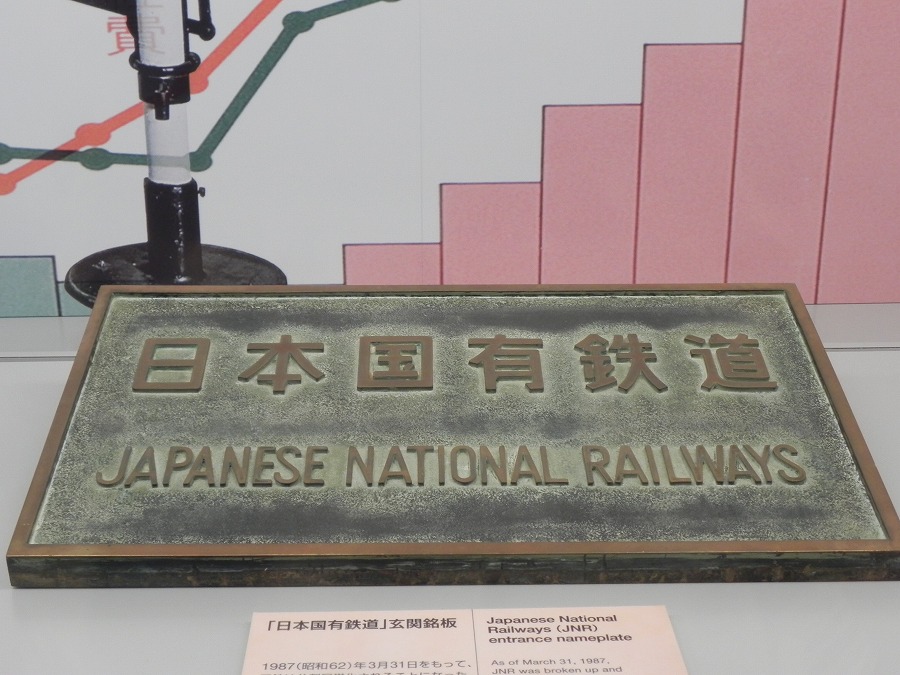 費
日本国有鉄道
JAPANESE NATIONAL RAILWAYS
「日本国有鉄道」玄関銘板
1987(昭和62)年3月31日をもって、
Japanese National
Railways (JNR)
entrance nameplate
As of March 31, 1987,
JNR was broken up and